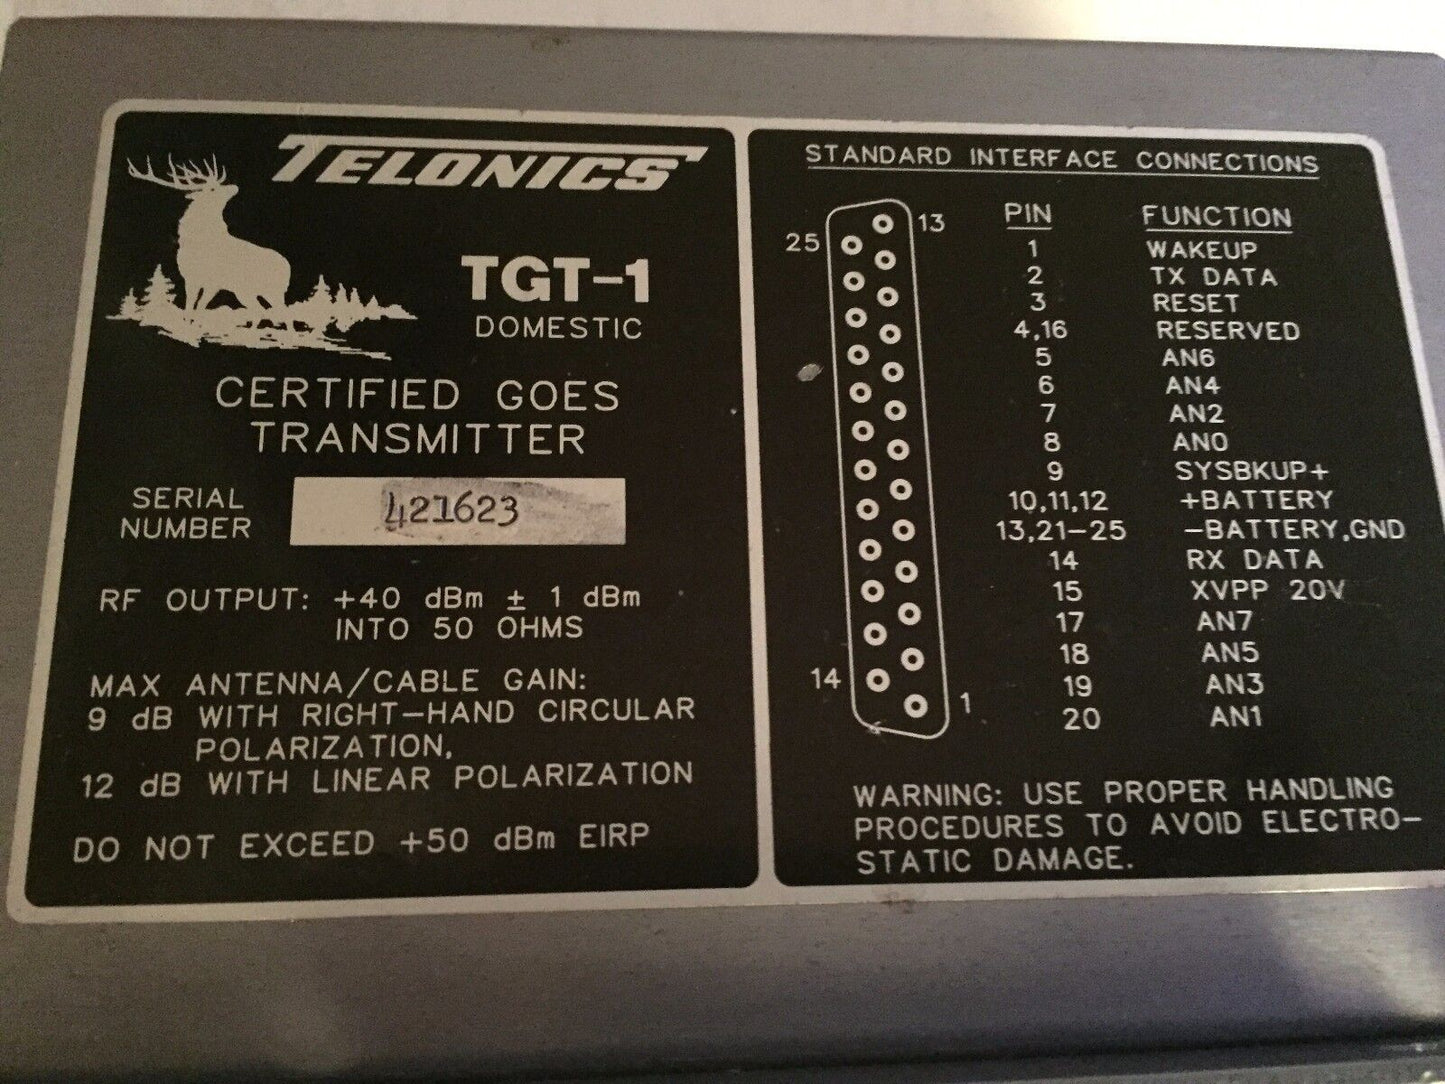 TELONICS
TGT-1
DOMESTIC
CERTIFIED GOES
TRANSMITTER
SERIAL
NUMBER
421623
RF OUTPUT: +40 dBm ± 1 dBm
INTO 50 OHMS
MAX ANTENNA/CABLE GAIN:
9 dB WITH RIGHT-HAND CIRCULAR
POLARIZATION.
12 dB WITH LINEAR POLARIZATION
DO NOT EXCEED +50 dBm EIRP
STANDARD INTERFACE CONNECTIONS
13
25
14
1
PIN FUNCTION
1 WAKEUP
2 TX DATA
3 RESET
4,16 RESERVED
5 AN6
6 AN4
7 AN2
8 AN0
9 SYSBKUP+
10,11,12 +BATTERY
13,21-25 -BATTERY,GND
14 RX DATA
15 XVPP 20V
17 AN7
18 AN5
19 AN3
20 AN1
WARNING: USE PROPER HANDLING
PROCEDURES TO AVOID ELECTRO-
STATIC DAMAGE.